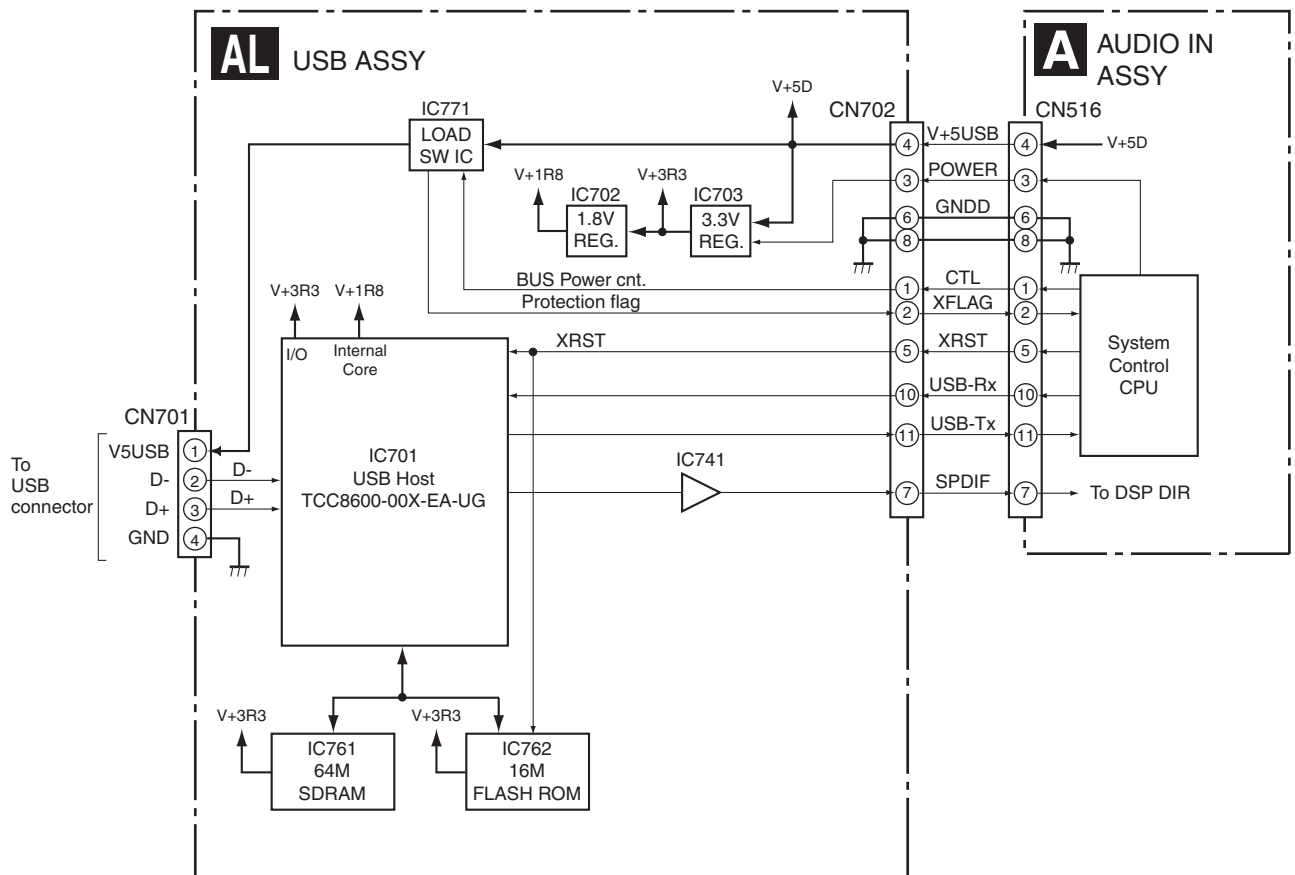 AL USB ASSY
A AUDIO IN
ASSY
V+5D
IC771
LOAD
SW IC
CN702
CN516
V+5USB
4
4
V+5D
V+1R8
IC702
1.8V
REG.
V+3R3
IC703
3.3V
REG.
POWER
3
3
GNDD
6
6
8
8
BUS Power cnt.
CTL
1
1
Protection flag
XFLAG
2
2
V+3R3
V+1R8
I/O
Internal
Core
XRST
XRST
5
5
System
Control
CPU
USB-Rx
10
10
USB-Tx
11
11
CN701
To
USB
connector
V5USB
1
D-
2
D-
D+
3
D+
GND
4
IC701
USB Host
TCC8600-00X-EA-UG
IC741
SPDIF
7
7
To DSP DIR
V+3R3
IC761
64M
SDRAM
V+3R3
IC762
16M
FLASH ROM